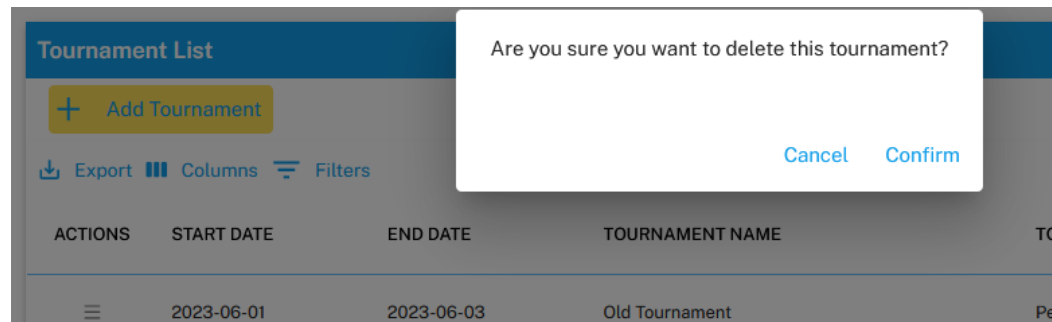 Tournament List
Are you sure you want to delete this tournament?
Add Tournament
Cancel Confirm
Export Columns Filters
ACTIONS START DATE END DATE TOURNAMENT NAME
2023-06-01 2023-06-03 Old Tournament